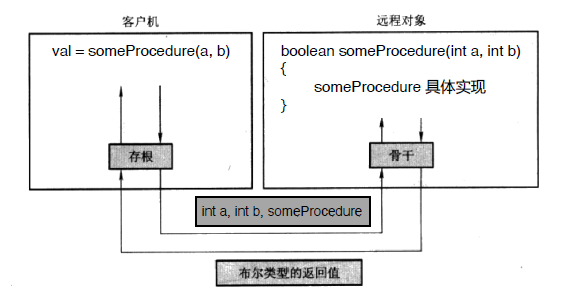 客户机
远程对象
val = someProcedure(a, b)
boolean someProcedure(int a, int b)
{
someProcedure 具体实现
}
存根
骨干
int a, int b, someProcedure
布尔类型的返回值